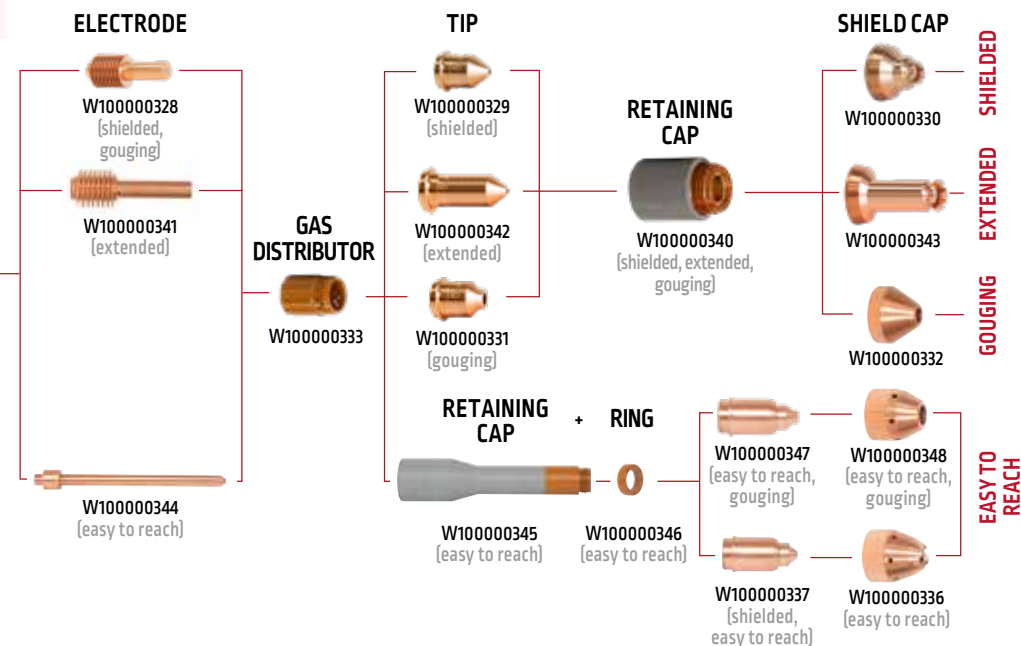 ELECTRODE
TIP
SHIELD CAP
W100000328
(shielded,
gouging)
W100000341
(extended)
W100000344
(easy to reach)
GAS
DISTRIBUTOR
W100000333
W100000329
(shielded)
W100000342
(extended)
W100000331
(gouging)
RETAINING
CAP
W100000340
(shielded, extended,
gouging)
W100000330
SHIELDED
W100000343
EXTENDED
W100000332
GOUGING
RETAINING
CAP
+
RING
W100000345
(easy to reach)
W100000346
(easy to reach)
W100000347
(easy to reach,
gouging)
W100000348
(easy to reach,
gouging)
W100000337
(shielded,
easy to reach)
W100000336
(easy to reach)
EASY TO
REACH